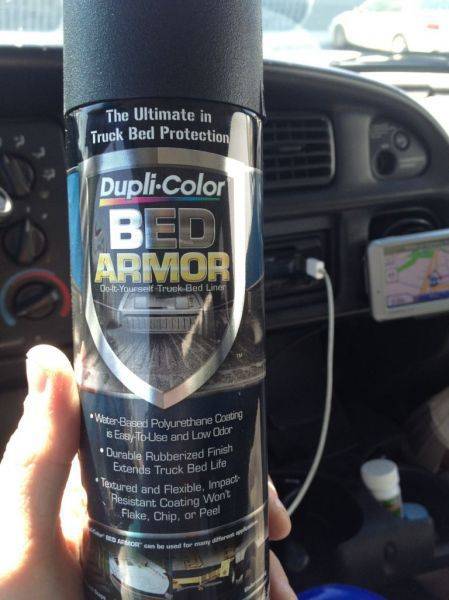 The Ultimate in
Truck Bed Protection
Dupli-Color
BED
ARMOR
Do-It-Yourself Truck Bed Liner
TM
• Water-Based Polyurethane Coating
is Easy-To-Use and Low Odor
• Durable Rubberized Finish
Extends Truck Bed Life
• Textured and Flexible, Impact-
Resistant Coating Won't
Flake, Chip, or Peel
BED ARMOR can be used for many different